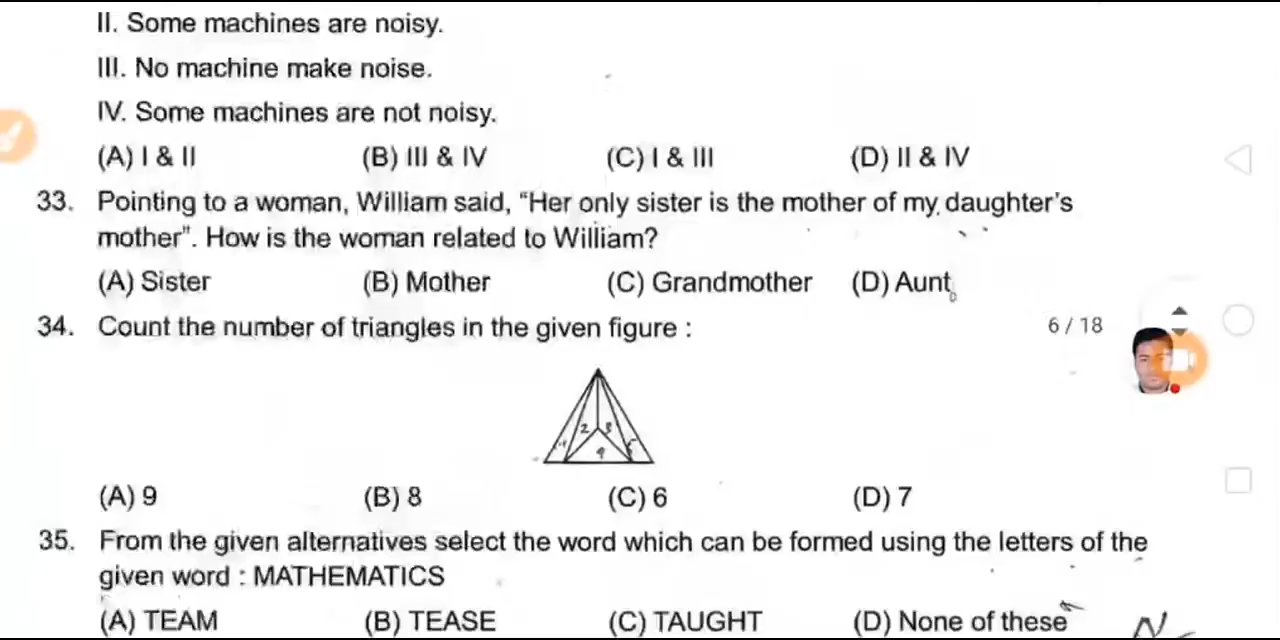 II. Some machines are noisy.
III. No machine make noise.
IV. Some machines are not noisy.
(A) I & II (B) III & IV (C) I & III (D) II & IV
33. Pointing to a woman, William said, "Her only sister is the mother of my daughter's
mother". How is the woman related to William?
(A) Sister (B) Mother (C) Grandmother (D) Aunt
34. Count the number of triangles in the given figure :
6 / 18
2 3
4
(A) 9 (B) 8 (C) 6 (D) 7
35. From the given alternatives select the word which can be formed using the letters of the
given word : MATHEMATICS
(A) TEAM (B) TEASE (C) TAUGHT (D) None of these